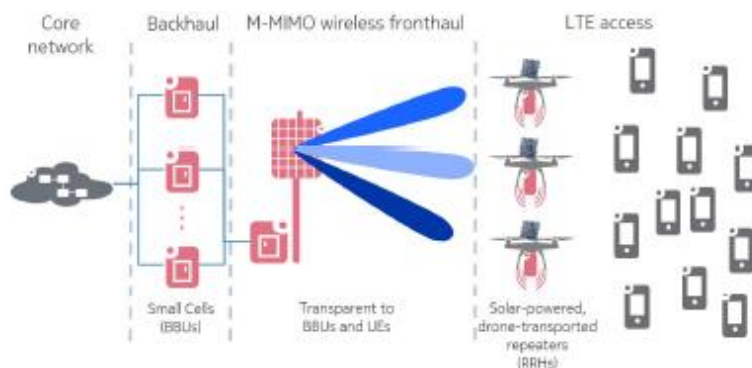 Core
network
Backhaul
M-MIMO wireless fronthaul
LTE access
Small Cells
(BBUs)
Transparent to
BBUs and UEs
Solar-powered,
drone-transported
repeaters
(RRHs)